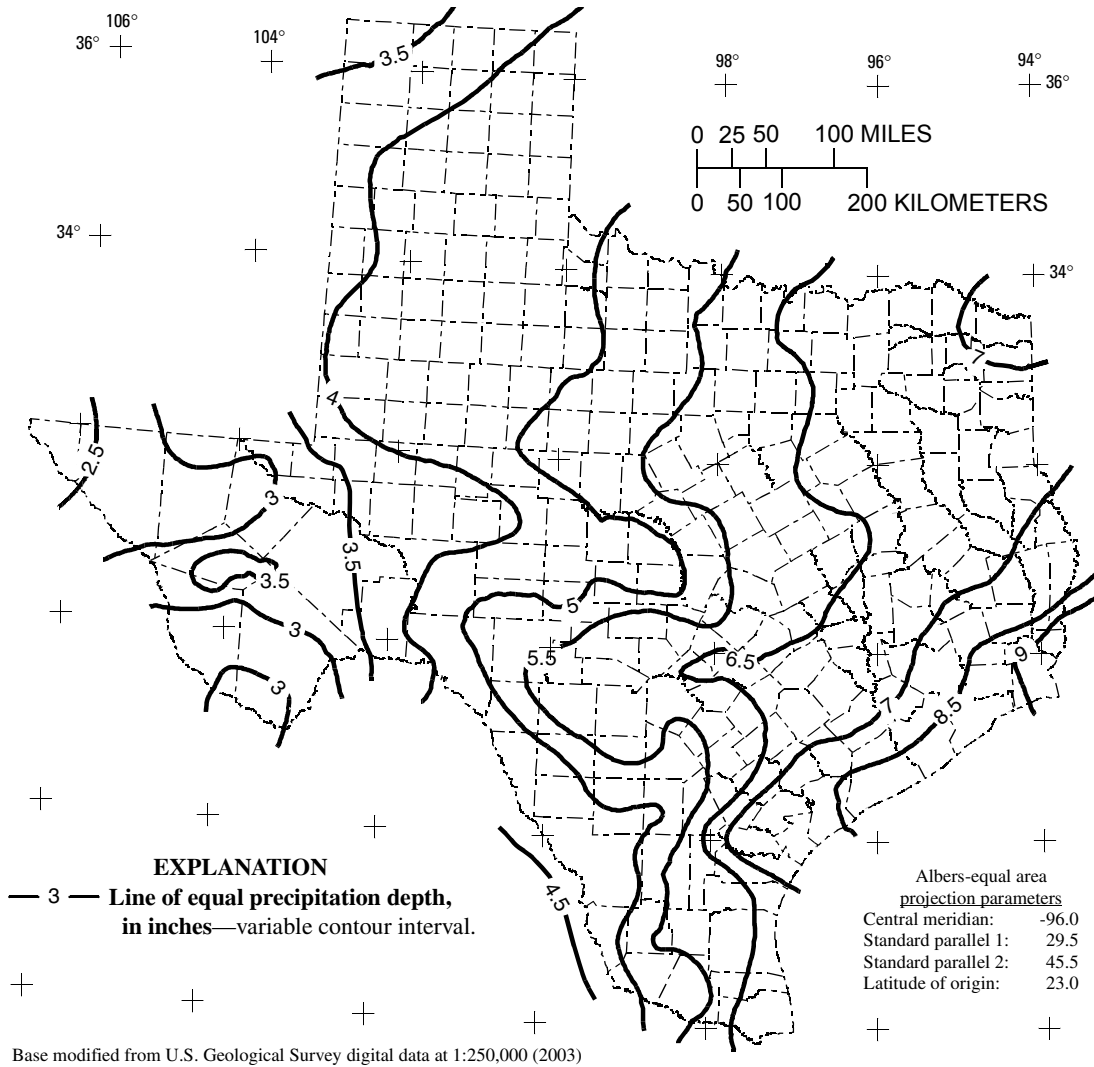 106°
36°
104°
98°
96°
94°
36°
3.5
0 25 50 100 MILES
0 50 100 200 KILOMETERS
34°
34°
7
4
2.5
3
3.5
3.5
5
3
5.5
6.5
9
3
7
8.5
4.5
EXPLANATION
3 Line of equal precipitation depth,
in inches—variable contour interval.
Albers-equal area
projection parameters
Central meridian: -96.0
Standard parallel 1: 29.5
Standard parallel 2: 45.5
Latitude of origin: 23.0
Base modified from U.S. Geological Survey digital data at 1:250,000 (2003)